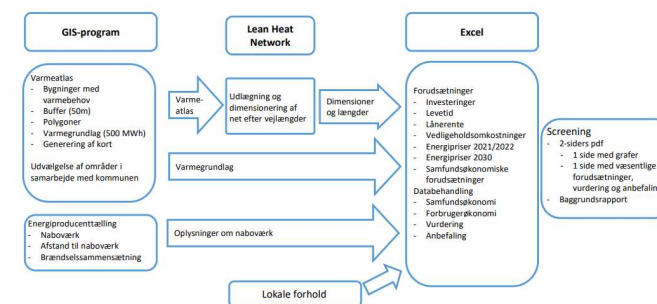 GIS-program
Lean Heat
Network
Excel
Varmeatlas
- Bygninger med
varmebehov
- Buffer (50m)
- Polygoner
- Varmegrundlag (500 MWh)
- Generering af kort
Udvælgelse af områder i
samarbejde med kommunen
Varme-
atlas
Udlægning og
dimensionering af
net efter vejlængder
Dimensioner
og længder
Varmegrundlag
Energiproducenttælling
- Naboværk
- Afstand til naboværk
- Brændselssammensætning
Oplysninger om naboværk
Lokale forhold
Forudsætninger
- Investeringer
- Levetid
- Lånerente
- Vedligeholdsomkostninger
- Energipriser 2021/2022
- Energipriser 2030
- Samfundsøkonomiske
forudsætninger
Databehandling
- Samfundsøkonomi
- Forbrugerøkonomi
- Vurdering
- Anbefaling
Screening
- 2-siders pdf
- 1 side med grafer
- 1 side med væsentlige
forudsætninger,
vurdering og anbefalin
- Baggrundsrapport